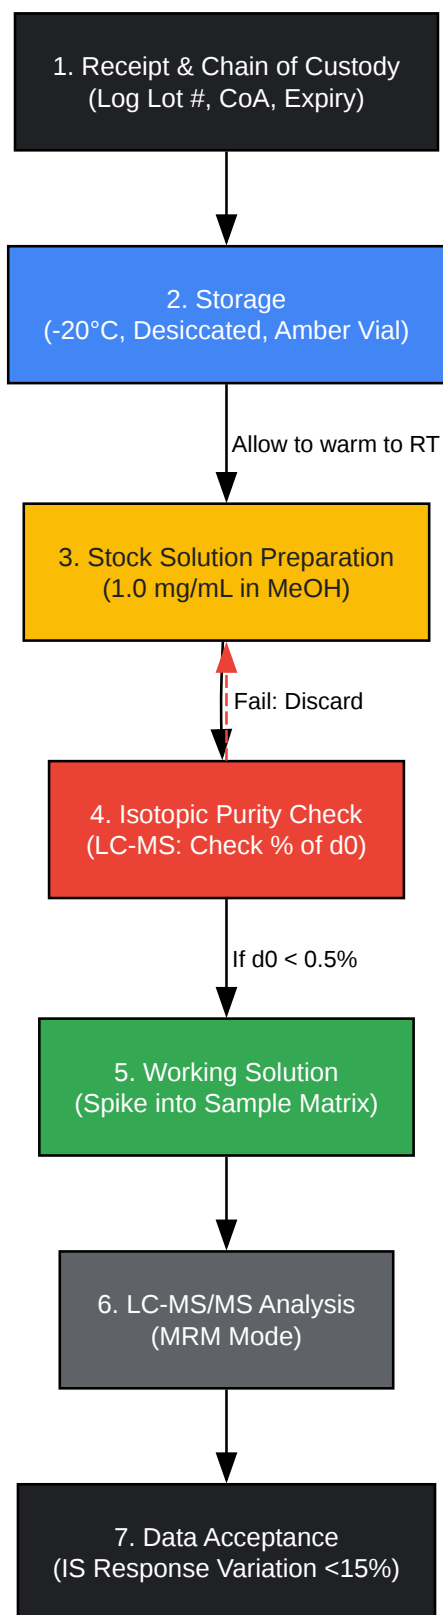 1. Receipt & Chain of Custody
(Log Lot #, CoA, Expiry)
2. Storage
(-20°C, Desiccated, Amber Vial)
Allow to warm to RT
3. Stock Solution Preparation
(1.0 mg/mL in MeOH)
Fail: Discard
4. Isotopic Purity Check
(LC-MS: Check % of d0)
If d0 < 0.5%
5. Working Solution
(Spike into Sample Matrix)
6. LC-MS/MS Analysis
(MRM Mode)
7. Data Acceptance
(IS Response Variation <15%)